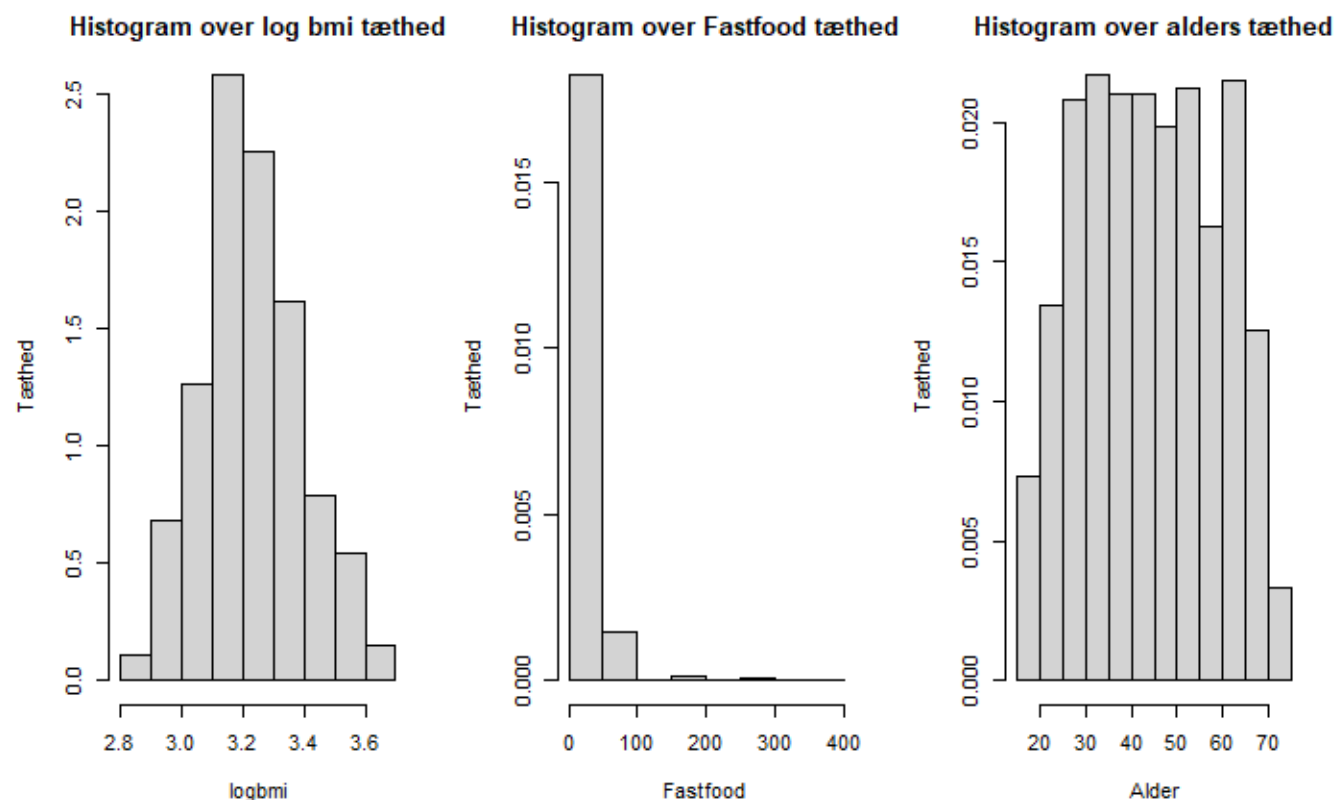 Histogram over log bmi tæthed
Tæthed
0.0 0.5 1.0 1.5 2.0 2.5
2.8 3.0 3.2 3.4 3.6
logbmi
Histogram over Fastfood tæthed
Tæthed
0.000 0.005 0.010 0.015
0 100 200 300 400
Fastfood
Histogram over alders tæthed
Tæthed
0.000 0.005 0.010 0.015 0.020
20 30 40 50 60 70
Alder